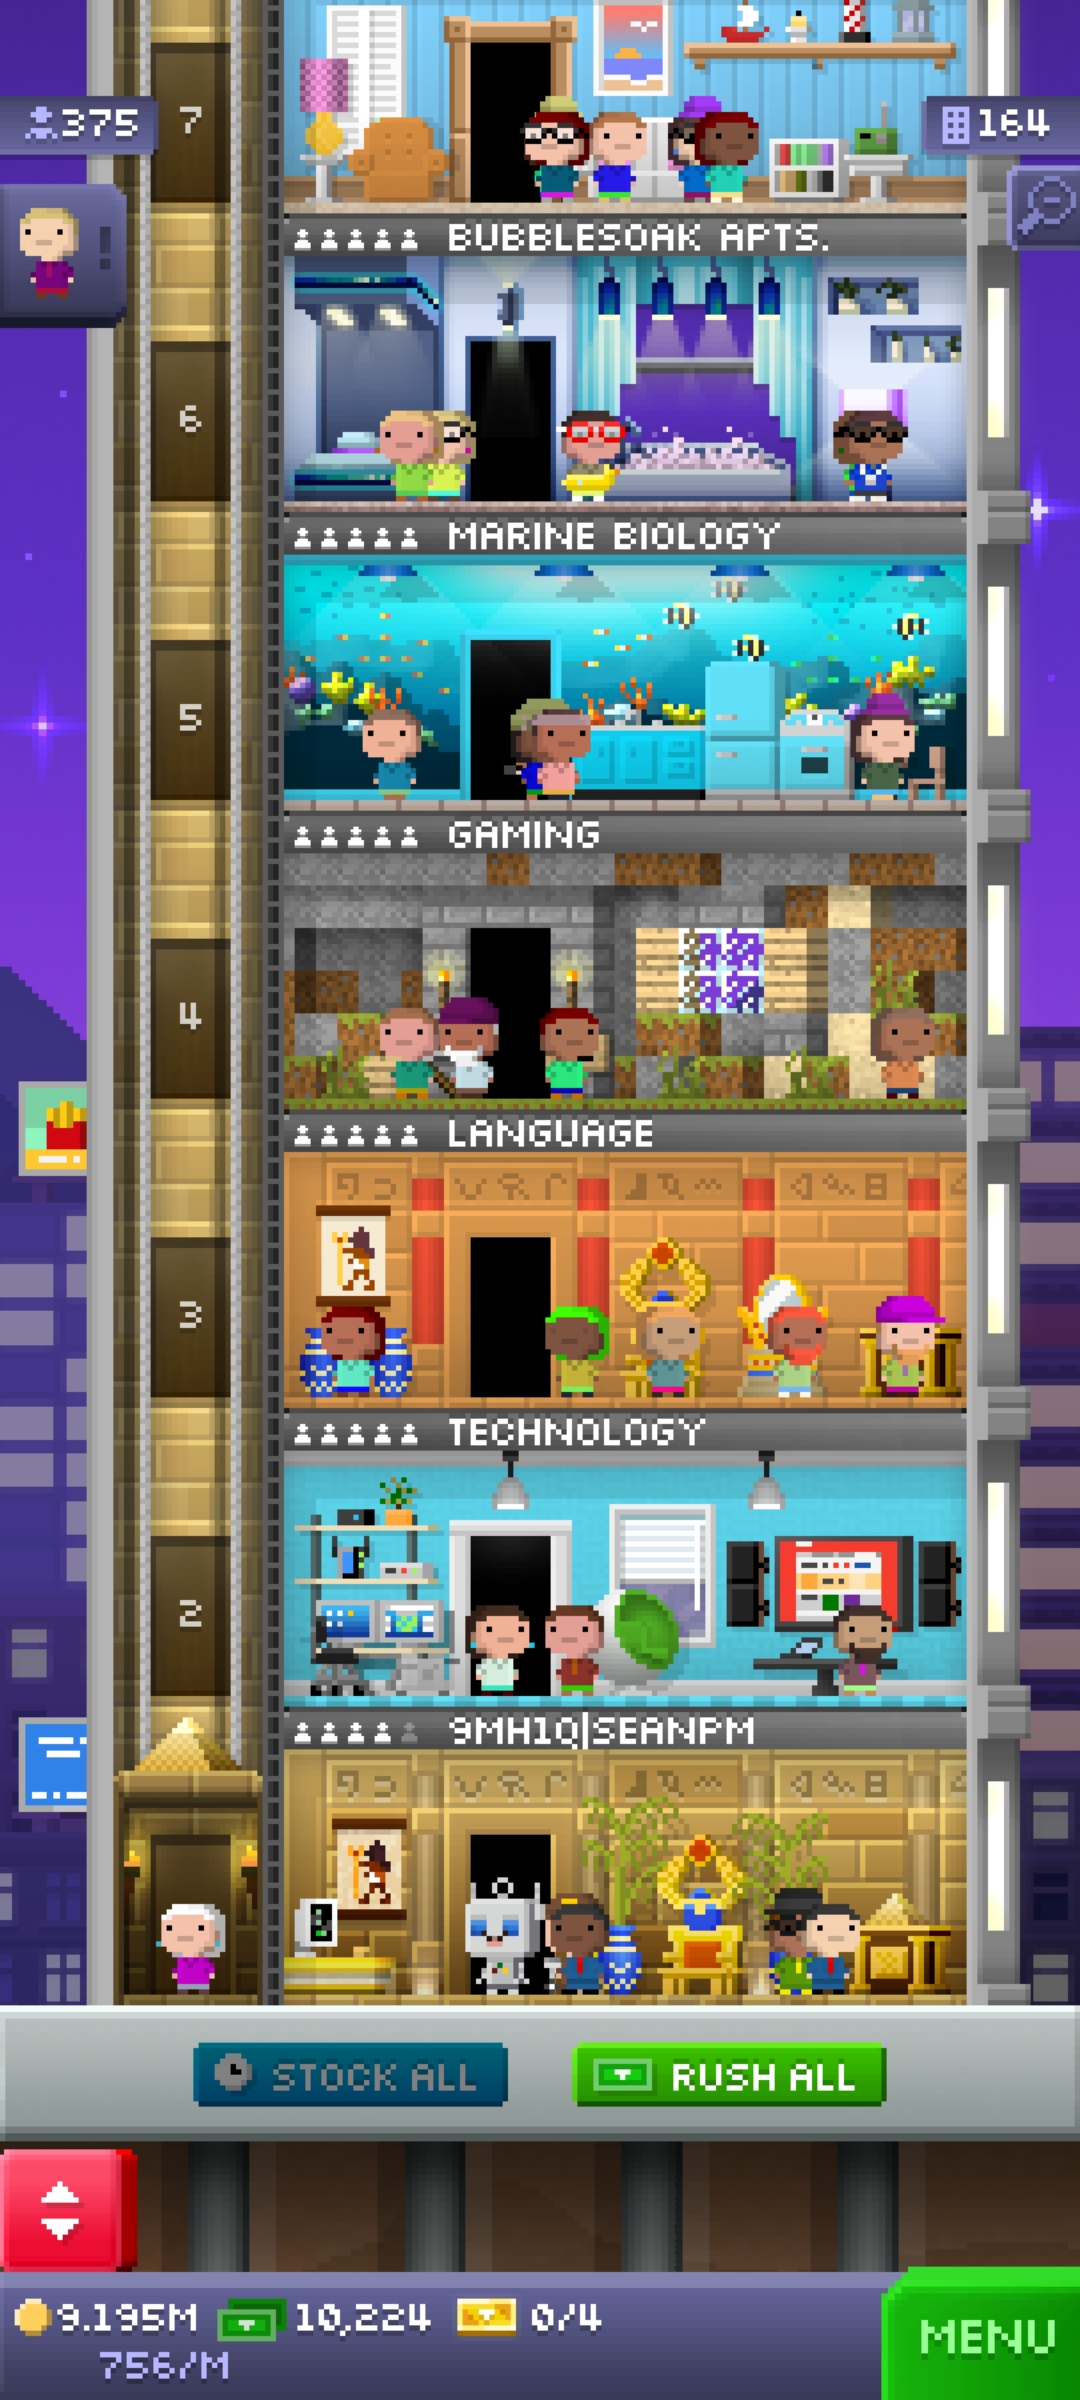 7
375
164
BUBBLESOAK APTS.
6
MARINE BIOLOGY
5
GAMING
4
LANGUAGE
3
TECHNOLOGY
2
9MH1Q|SEANPM
STOCK ALL
RUSH ALL
9.195M
10,224
0/4
756/M
MENU